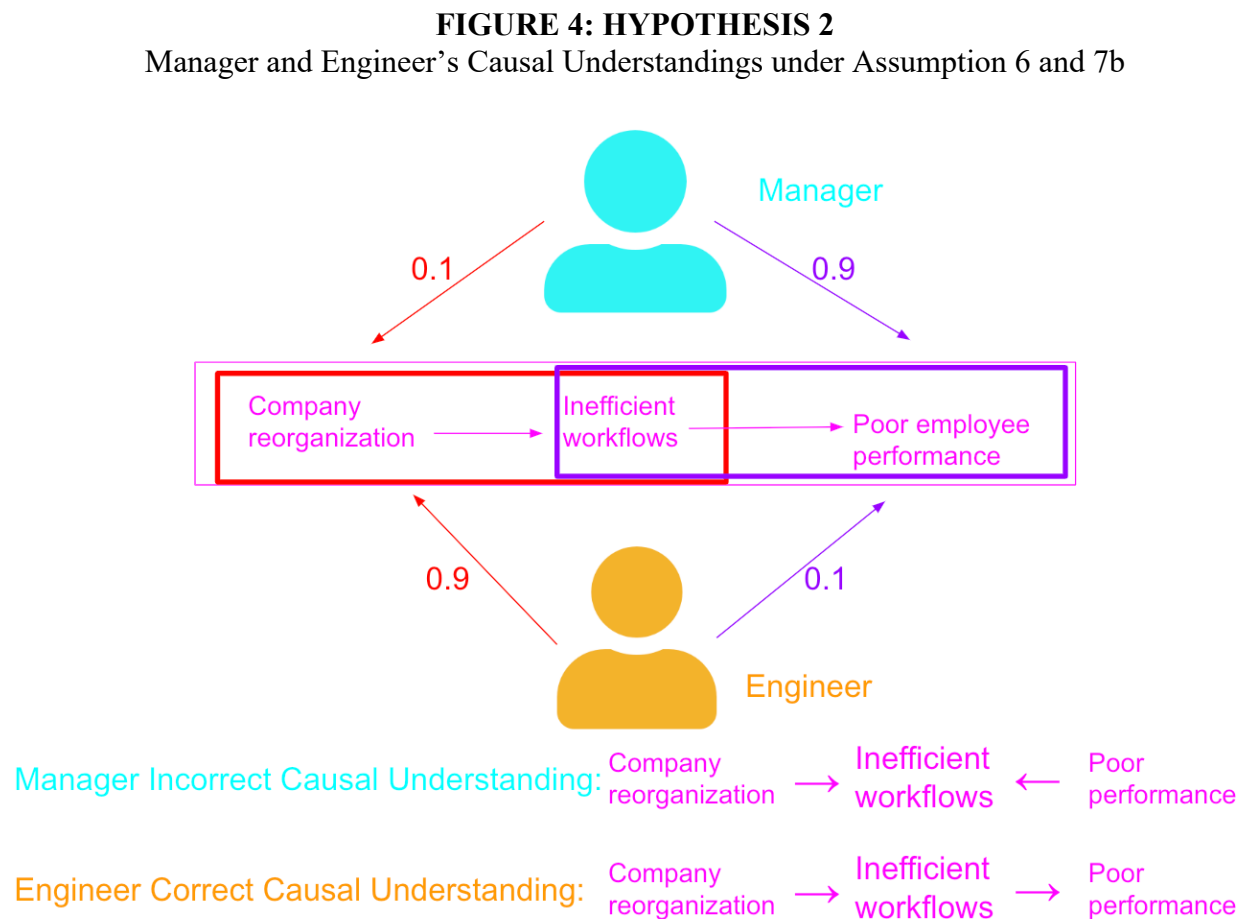 FIGURE 4: HYPOTHESIS 2
Manager and Engineer’s Causal Understandings under Assumption 6 and 7b
Manager
0.1
0.9
Company
reorganization
Inefficient
workflows
Poor employee
performance
0.9
0.1
Engineer
Manager Incorrect Causal Understanding:
Company
reorganization
Inefficient
workflows
Poor
performance
Engineer Correct Causal Understanding:
Company
reorganization
Inefficient
workflows
Poor
performance